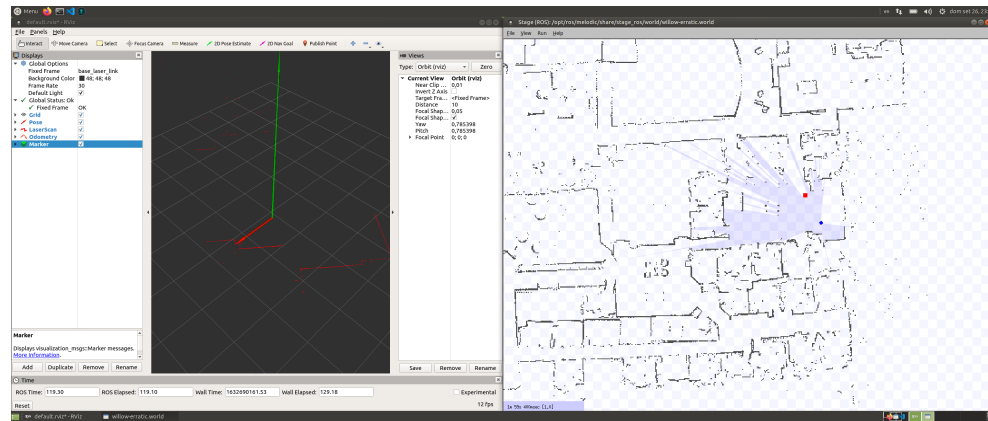 Menu
dom set 26, 23
default.rviz* - RViz
File Panels Help
Interact Move Camera Select Focus Camera Measure 2D Pose Estimate 2D Nav Goal Publish Point
Displays
Global Options
Fixed Frame base_laser_link
Background Color 48; 48; 48
Frame Rate 30
Default Light
Global Status: Ok
Fixed Frame OK
Grid
Pose
LaserScan
Odometry
Marker
Marker
Displays visualization_msgs::Marker messages.
More Information.
Add Duplicate Remove Rename
Views
Type: Orbit (rviz) Zero
Current View Orbit (rviz)
Near Clip ... 0,01
Invert Z Axis
Target Fra... <Fixed Frame>
Distance 10
Focal Shap... 0,05
Focal Shap...
Yaw 0,785398
Pitch 0,785398
Focal Point 0; 0; 0
Save Remove Rename
Time
ROS Time: 119.30 ROS Elapsed: 119.10 Wall Time: 1632690161.53 Wall Elapsed: 129.18 Experimental
Reset 12 fps
Stage (ROS): /opt/ros/melodic/share/stage_ros/world/willow-erratic.world
File View Run Help
default.rviz* - RViz willow-erratic.world